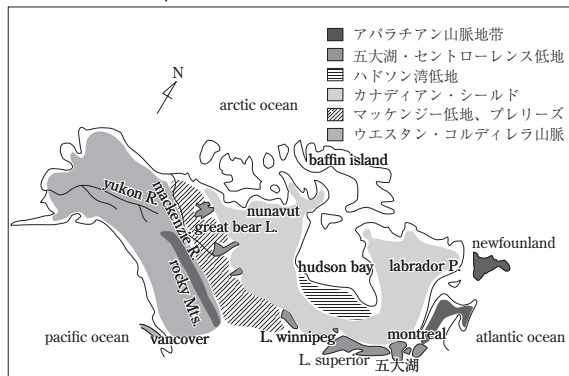 アパラチアン山脈地帯
五大湖・セントローレンス低地
ハドソン湾低地
カナディアン・シールド
マッケンジー低地、プレリーズ
ウエスタン・コルディレラ山脈
N
arctic ocean
baffin island
yukon R.
mackenzie R.
nunavut
great bear L.
newfounland
hudson bay
labrador P.
rocky Mts.
pacific ocean
vancover
L. winnipeg
montreal
atlantic ocean
L. superior
五大湖